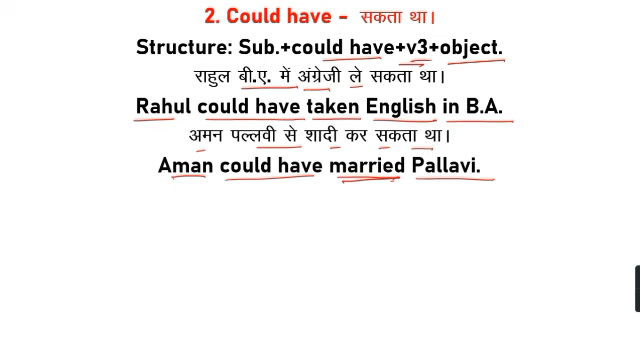 2. Could have - सकता था।
Structure: Sub.+could have+v3+object.
राहुल बी.ए. में अंग्रेजी ले सकता था।
Rahul could have taken English in B.A.
अमन पल्लवी से शादी कर सकता था।
Aman could have married Pallavi.